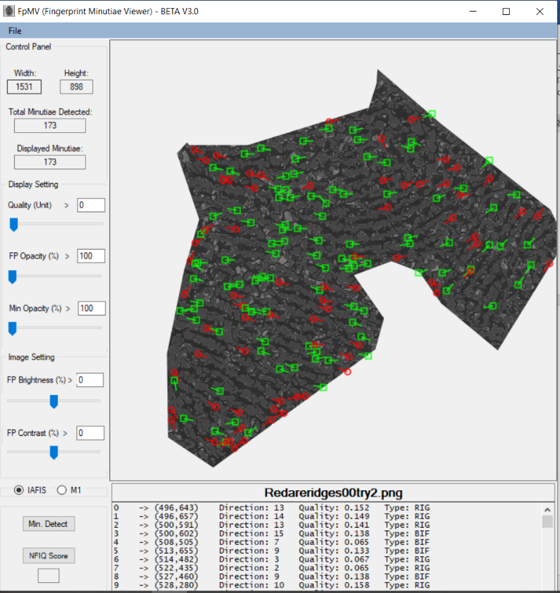 FpMV (Fingerprint Minutiae Viewer) - BETA V3.0
File
Control Panel
Width: Height:
1531 898
Total Minutiae Detected:
173
Displayed Minutiae:
173
Display Setting
Quality (Unit) > 0
FP Opacity (%) > 100
Min Opacity (%) > 100
Image Setting
FP Brightness (%) > 0
FP Contrast (%) > 0
IAFIS M1
Min. Detect
NFIQ Score
Redareridges00try2.png
0 -> (496,643) Direction: 13 Quality: 0.152 Type: RIG
1 -> (496,657) Direction: 14 Quality: 0.149 Type: RIG
2 -> (500,591) Direction: 13 Quality: 0.141 Type: RIG
3 -> (500,602) Direction: 15 Quality: 0.138 Type: BIF
4 -> (508,505) Direction: 7 Quality: 0.065 Type: BIF
5 -> (513,655) Direction: 9 Quality: 0.133 Type: BIF
6 -> (514,482) Direction: 3 Quality: 0.067 Type: RIG
7 -> (522,435) Direction: 2 Quality: 0.065 Type: RIG
8 -> (527,460) Direction: 9 Quality: 0.138 Type: BIF
9 -> (528,280) Direction: 10 Quality: 0.158 Type: RIG